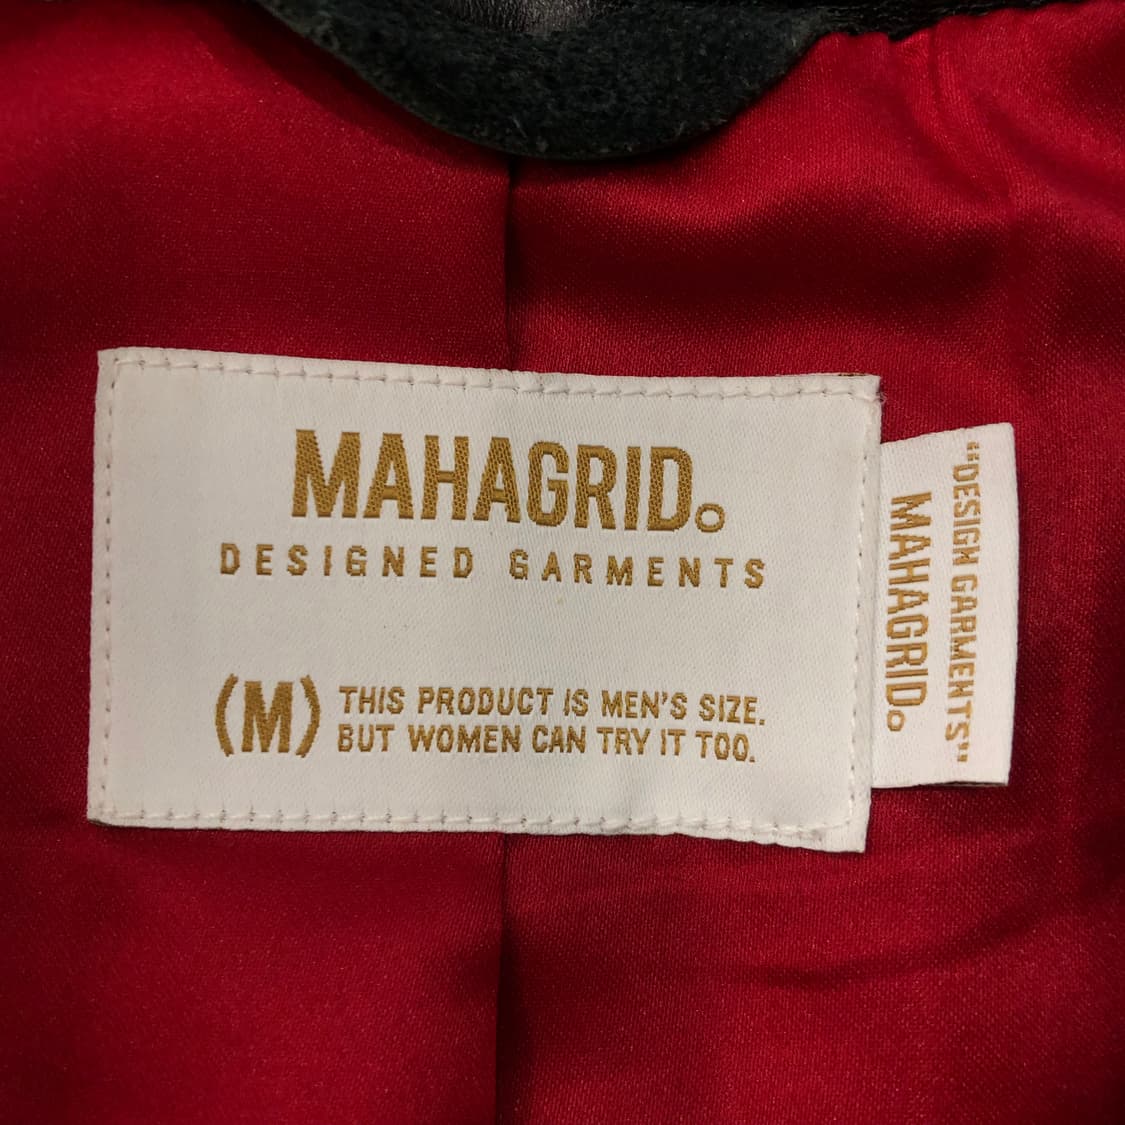 MAHAGRID.
DESIGNED GARMENTS
(M) THIS PRODUCT IS MEN'S SIZE.
BUT WOMEN CAN TRY IT TOO.
"DESIGN GARMENTS"
MAHAGRID.